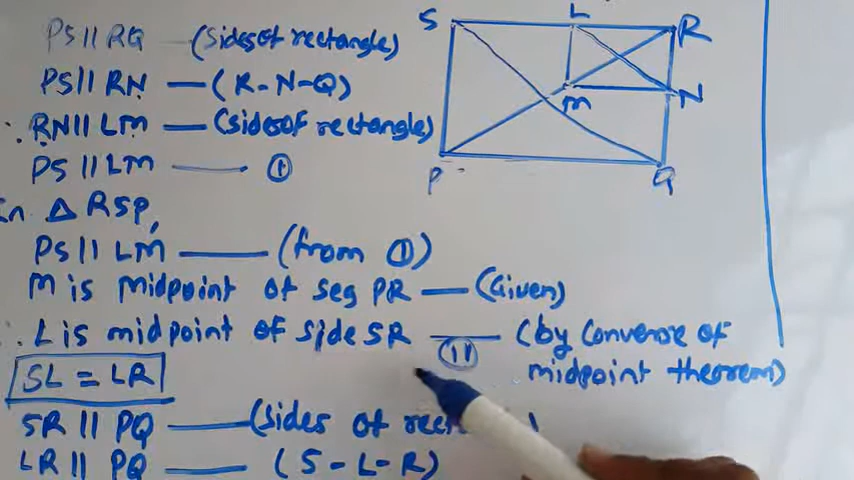 PS || RQ — (sides of rectangle)
PS || RN — (R-N-Q)
∴ RN || LM — (sides of rectangle)
PS || LM — ①
In Δ RSP,
PS || LM — (from ①)
M is midpoint of seg PR — (Given)
∴ L is midpoint of side SR — (by converse of
(11) midpoint theorem)
SL = LR
SR || PQ — (sides of
LR || PQ — (S-L-R)
S L R
M N
P Q